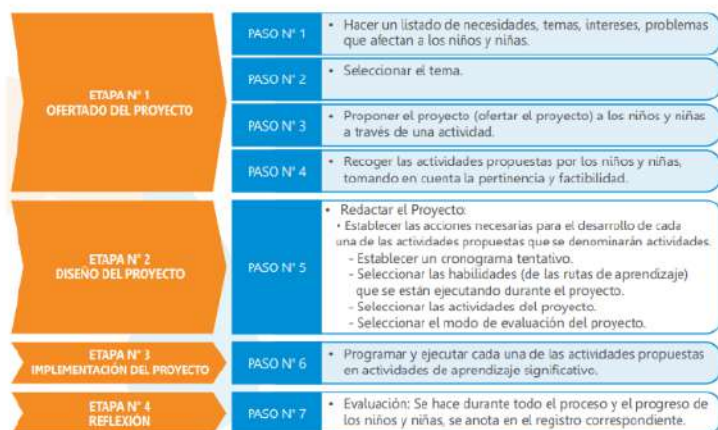 ETAPA N° 1
OFERTADO DEL PROYECTO
PASO N° 1
• Hacer un listado de necesidades, temas, intereses, problemas
que afectan a los niños y niñas.
PASO N° 2
• Seleccionar el tema.
PASO N° 3
• Proponer el proyecto (ofertar el proyecto) a los niños y niñas
a través de una actividad.
PASO N° 4
• Recoger las actividades propuestas por los niños y niñas,
tomando en cuenta la pertinencia y factibilidad.
ETAPA N° 2
DISEÑO DEL PROYECTO
PASO N° 5
• Redactar el Proyecto:
• Establecer las acciones necesarias para el desarrollo de cada
una de las actividades propuestas que se denominarán actividades.
- Establecer un cronograma tentativo.
- Seleccionar las habilidades (de las rutas de aprendizaje)
que se están ejecutando durante el proyecto.
- Seleccionar las actividades del proyecto.
- Seleccionar el modo de evaluación del proyecto.
ETAPA N° 3
IMPLEMENTACIÓN DEL PROYECTO
PASO N° 6
• Programar y ejecutar cada una de las actividades propuestas
en actividades de aprendizaje significativo.
ETAPA N° 4
REFLEXIÓN
PASO N° 7
• Evaluación: Se hace durante todo el proceso y el progreso de
los niños y niñas, se anota en el registro correspondiente.